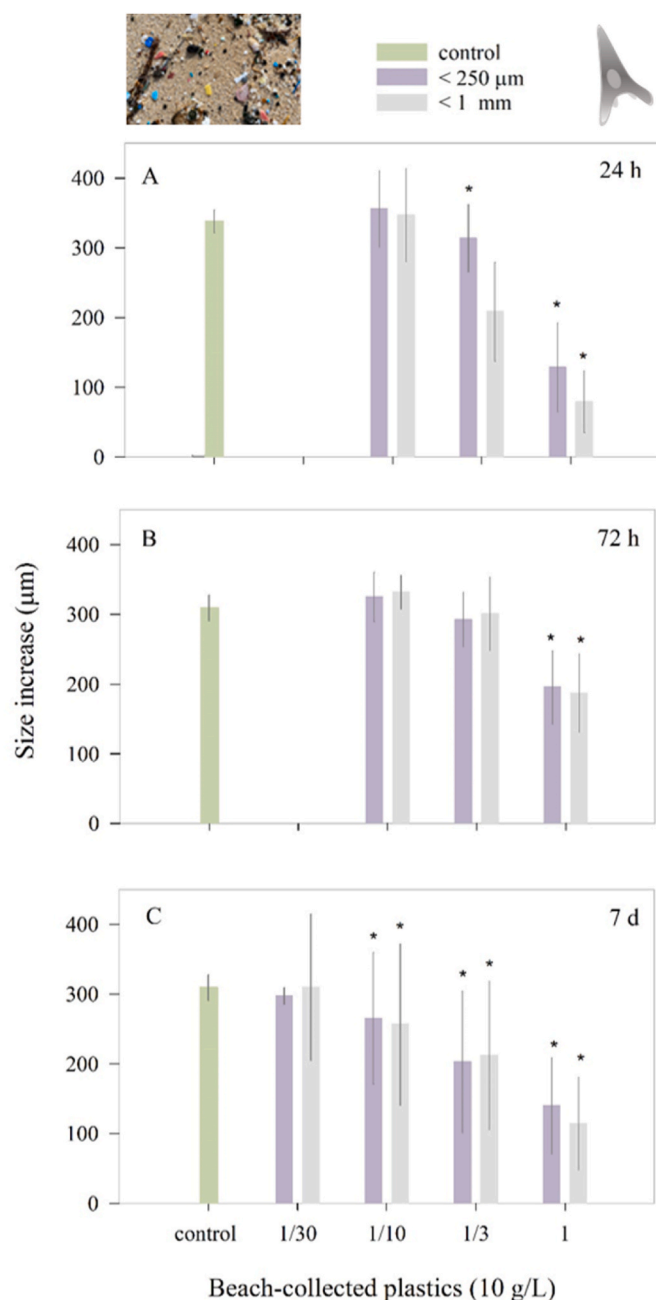 control
< 250 µm
< 1 mm
A
24 h
400
*
300
*
200
*
100
0
B
72 h
400
300
* *
200
100
0
Size increase (µm)
C
7 d
400
* *
* *
300
*
*
200
100
0
control 1/30 1/10 1/3 1
Beach-collected plastics (10 g/L)